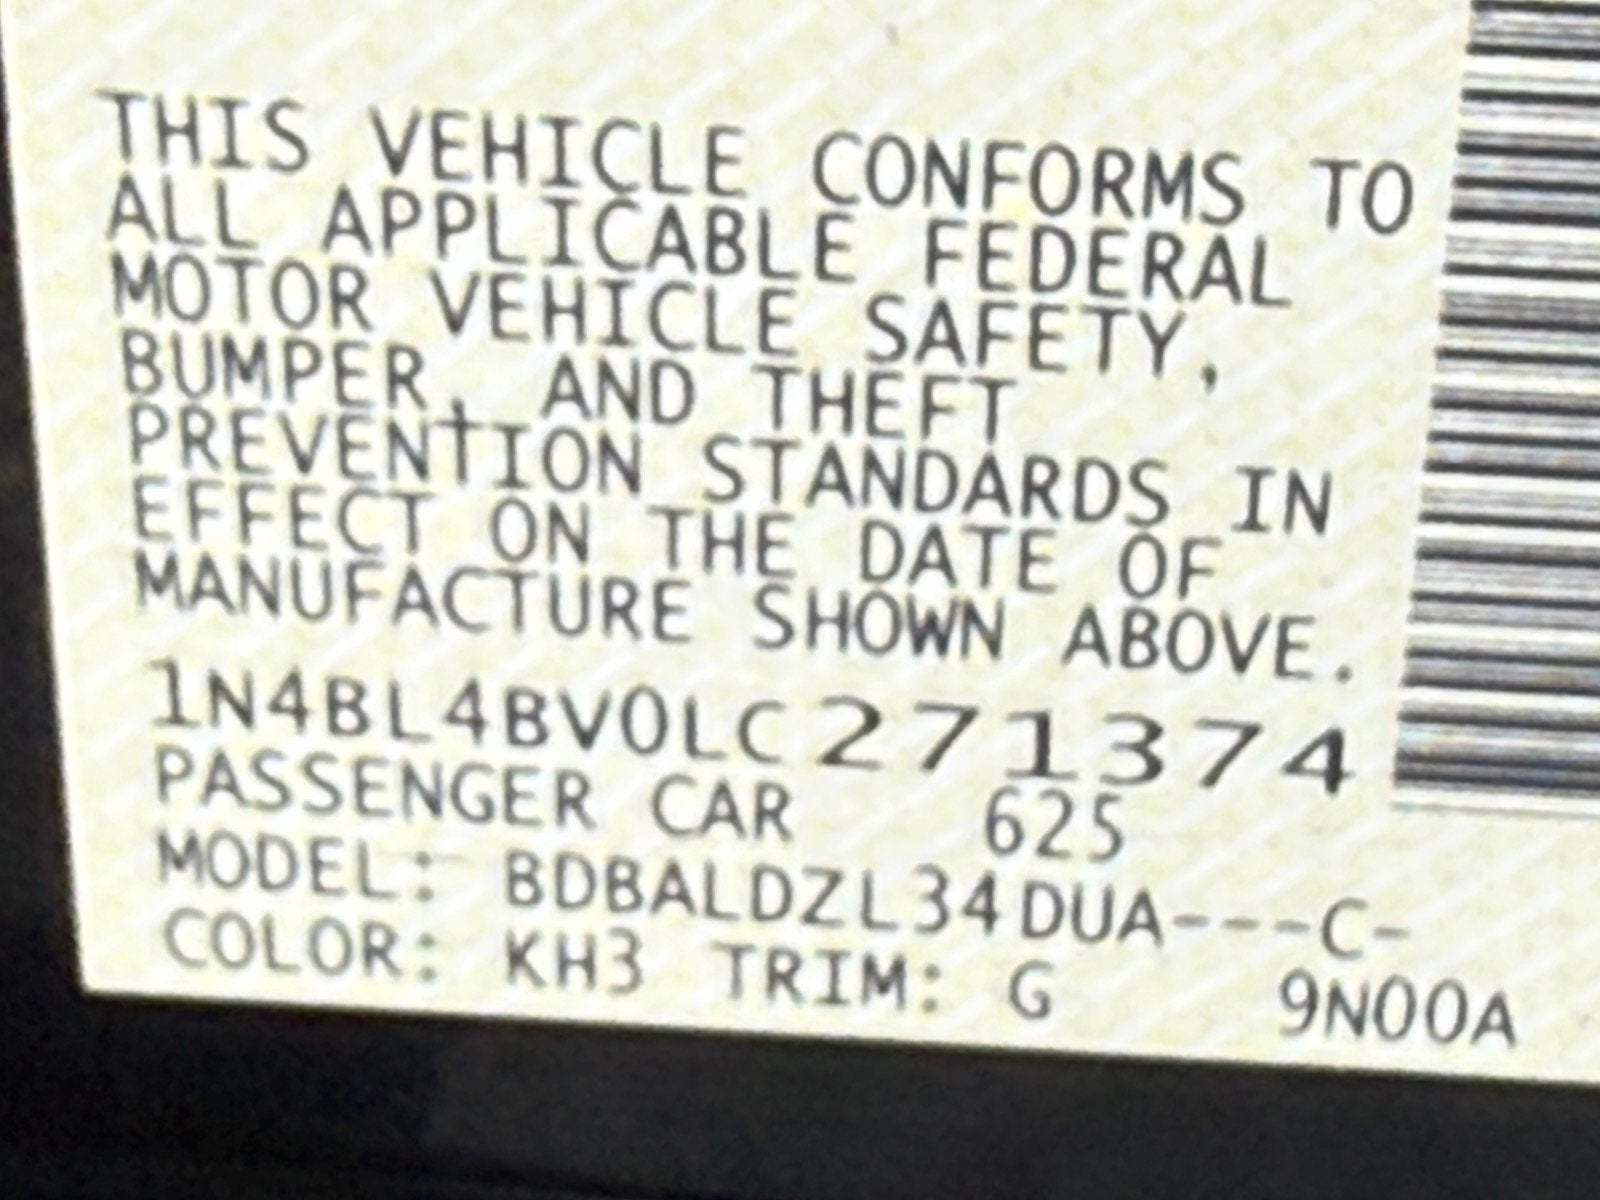 THIS VEHICLE CONFORMS TO
ALL APPLICABLE FEDERAL
MOTOR VEHICLE SAFETY,
BUMPER, AND THEFT
PREVENTION STANDARDS IN
EFFECT ON THE DATE OF
MANUFACTURE SHOWN ABOVE.
1N4BL4BV0LC271374
PASSENGER CAR 625
MODEL: BDBALDZL34DUA----C-
COLOR: KH3 TRIM: G 9N00A